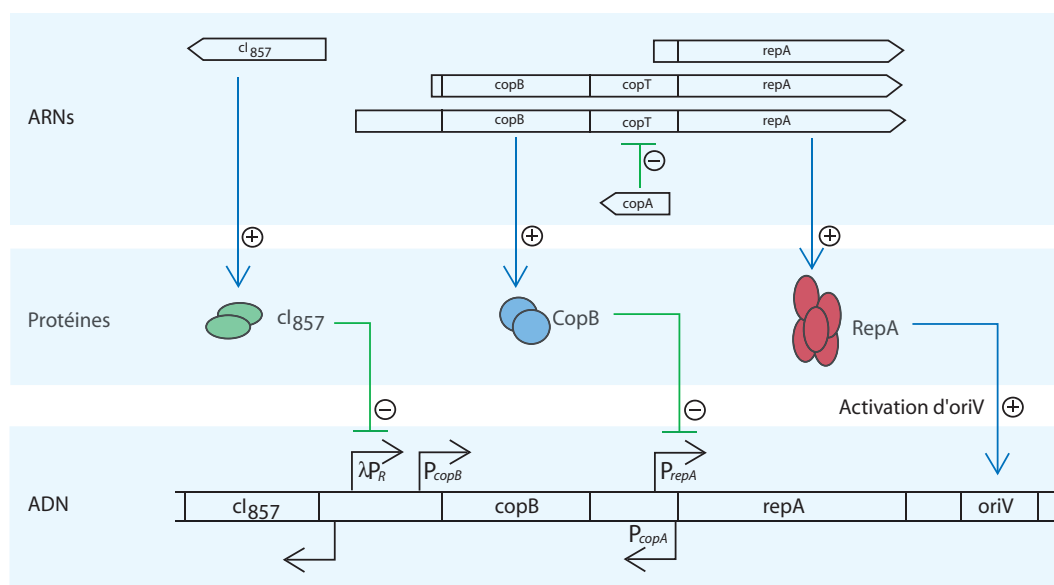 cI857
repA
copB copT repA
ARNs
copB copT repA
copA
Protéines cI857 CopB RepA
Activation d'oriV
λPR PcopB PrepA
ADN cI857 copB repA oriV
PcopA